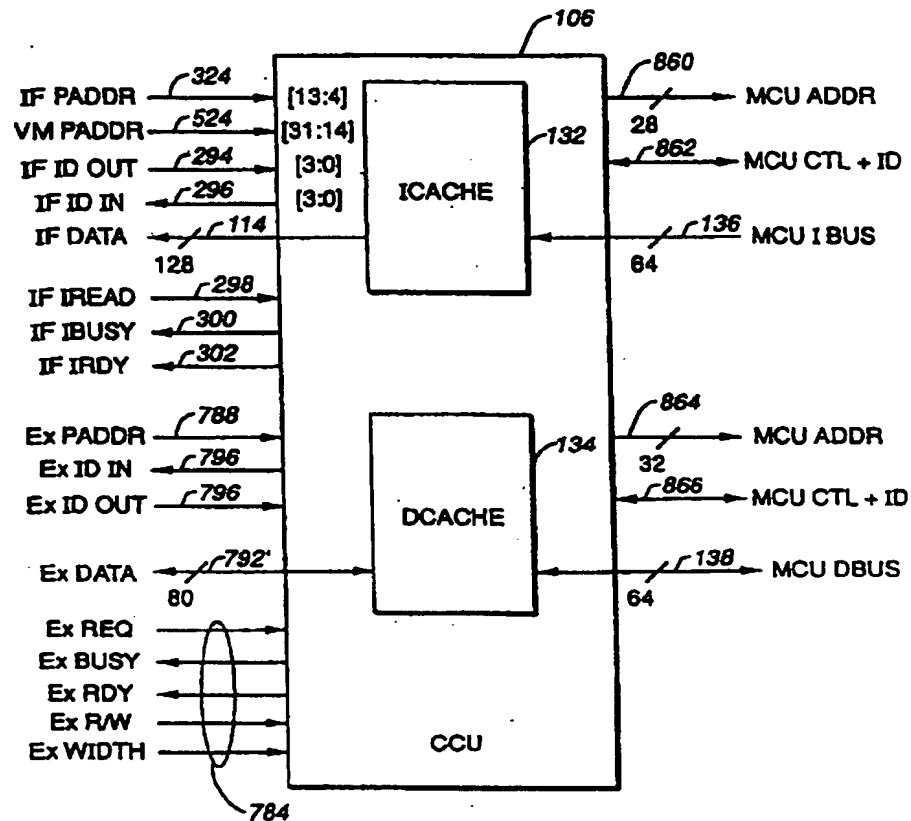 106
IF PADDR 324 [13:4] 860 MCU ADDR
28
VM PADDR 524 [31:14] 132
IF ID OUT 294 [3:0] 862 MCU CTL + ID
IF ID IN 296 [3:0] ICACHE
IF DATA 114 136 MCU I BUS
128 64
IF IREAD 298
IF IBUSY 300
IF IRDY 302
Ex PADDR 788 864 MCU ADDR
32
Ex ID IN 796 134
Ex ID OUT 796 866 MCU CTL + ID
DCACHE
Ex DATA 792' 138 MCU DBUS
80 64
Ex REQ
Ex BUSY
Ex RDY
Ex R/W
Ex WIDTH
CCU
784